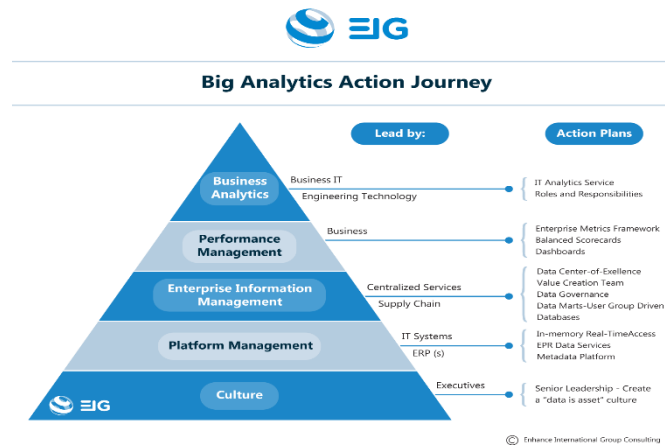 EIG
Big Analytics Action Journey
Lead by:
Action Plans
Business
Analytics
Business IT
Engineering Technology
IT Analytics Service
Roles and Responsibilities
Performance
Management
Business
Enterprise Metrics Framework
Balanced Scorecards
Dashboards
Enterprise Information
Management
Centralized Services
Supply Chain
Data Center-of-Exellence
Value Creation Team
Data Governance
Data Marts-User Group Driven
Databases
Platform Management
IT Systems
ERP (s)
In-memory Real-TimeAccess
EPR Data Services
Metadata Platform
Culture
Executives
Senior Leadership - Create
a "data is asset" culture
EIG
© Enhance International Group Consulting